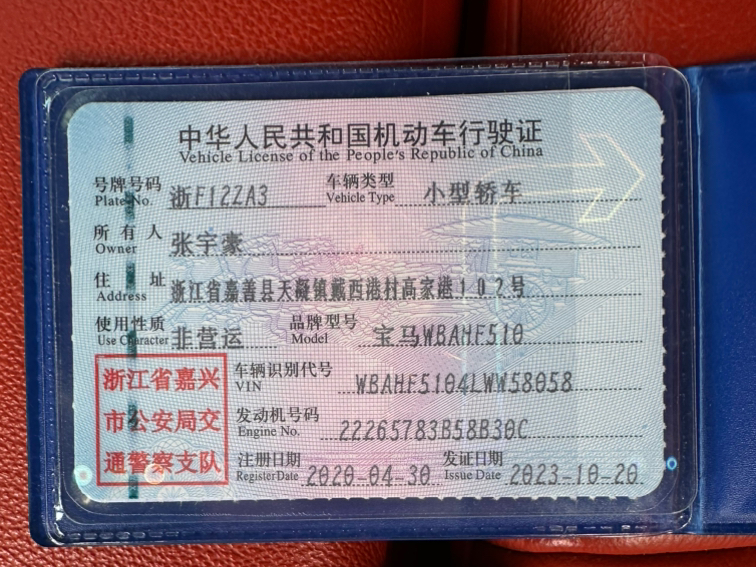 中华人民共和国机动车行驶证
Vehicle License of the People's Republic of China
号牌号码 浙F12ZA3 车辆类型 小型轿车
Plate No. Vehicle Type
所有人 张宇豪
Owner
住址 浙江省嘉善县天凝镇戴西港村高家港102号
Address
使用性质 非营运 品牌型号 宝马WBAHF510
Use Character Model
浙江省嘉兴
市公安局交
通警察支队
车辆识别代号 WBAHF5104LWW58058
VIN
发动机号码 22265783B58B30C
Engine No.
注册日期 2020-04-30 发证日期 2023-10-20
Register Date Issue Date